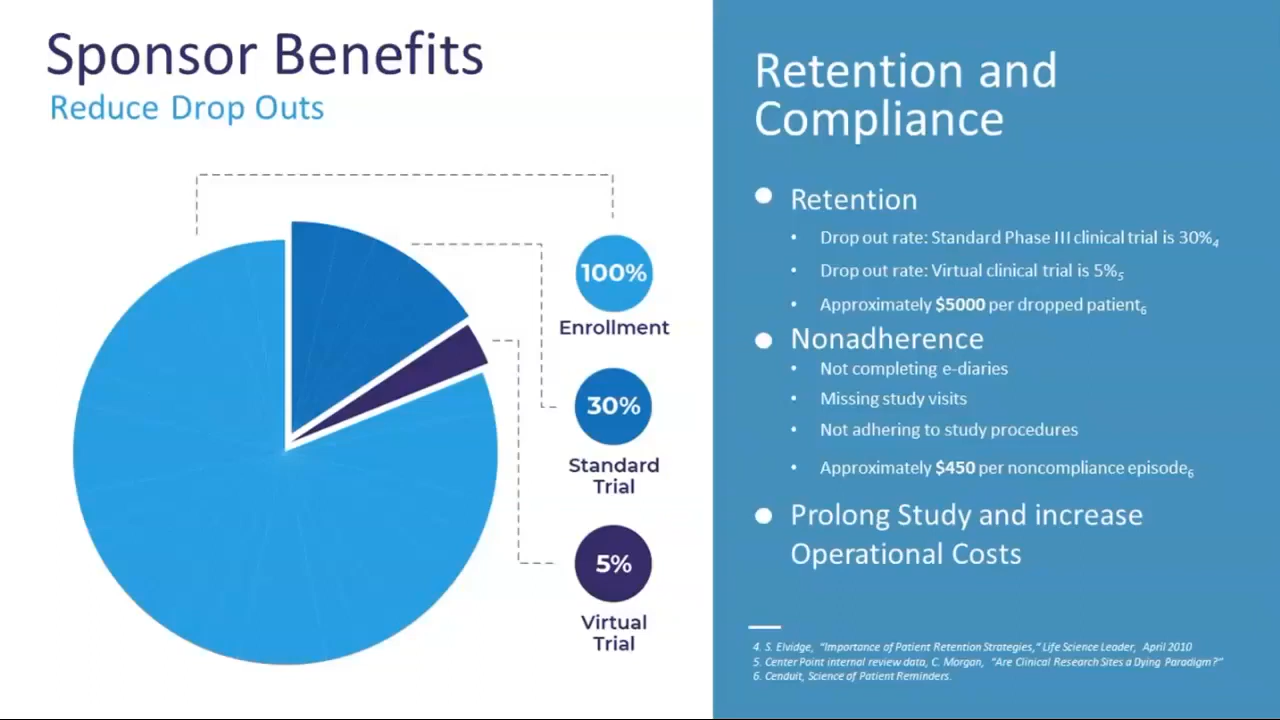 Sponsor Benefits
Reduce Drop Outs
100%
Enrollment
30%
Standard
Trial
5%
Virtual
Trial
Retention and
Compliance
Retention
Drop out rate: Standard Phase III clinical trial is 30%4
Drop out rate: Virtual clinical trial is 5%5
Approximately $5000 per dropped patient6
Nonadherence
Not completing e-diaries
Missing study visits
Not adhering to study procedures
Approximately $450 per noncompliance episode6
Prolong Study and increase
Operational Costs
4. S. Elvidge, "Importance of Patient Retention Strategies," Life Science Leader, April 2010
5. Center Point internal review data, C. Morgan, "Are Clinical Research Sites a Dying Paradigm?"
6. Cenduit, Science of Patient Reminders.